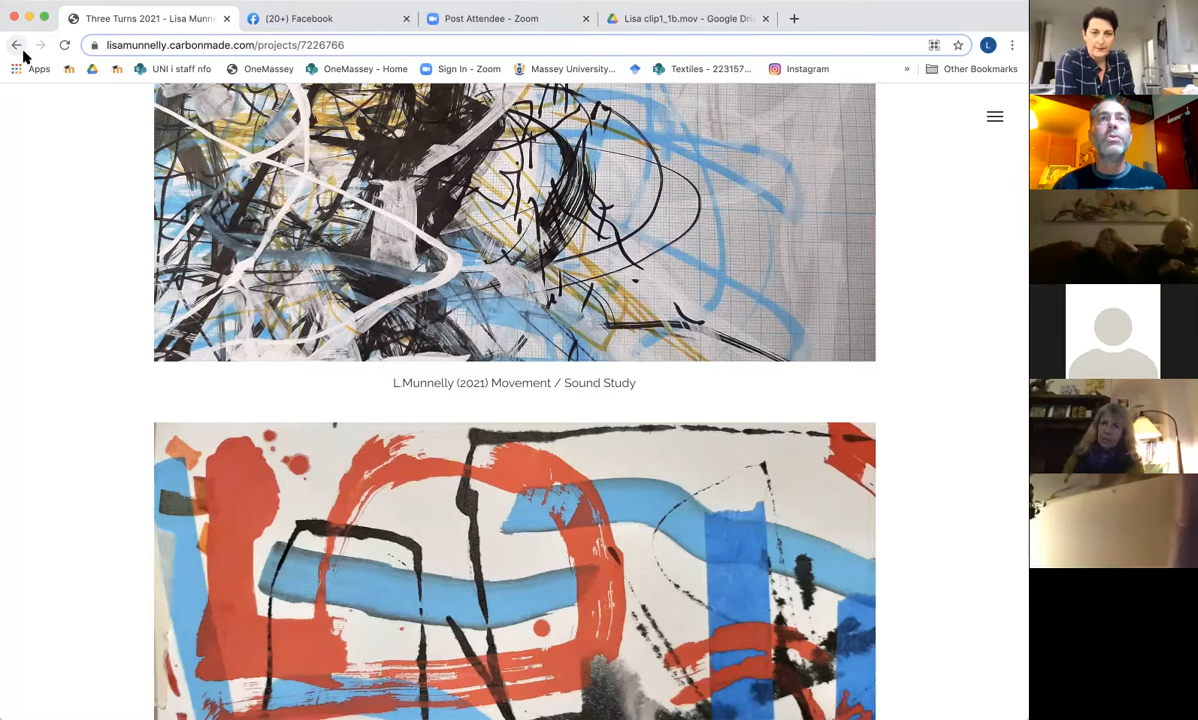 Three Turns 2021 - Lisa Munne
(20+) Facebook
Post Attendee - Zoom
Lisa clip1_1b.mov - Google Dri
lisamunnelly.carbonmade.com/projects/7226766
L
Apps
UNI i staff nfo
OneMassey
OneMassey - Home
Sign In - Zoom
Massey University...
Textiles - 223157...
Instagram
»
Other Bookmarks
L.Munnelly (2021) Movement / Sound Study